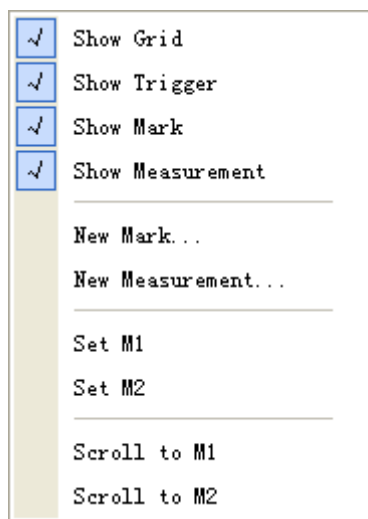 Show Grid
Show Trigger
Show Mark
Show Measurement
New Mark...
New Measurement...
Set M1
Set M2
Scroll to M1
Scroll to M2